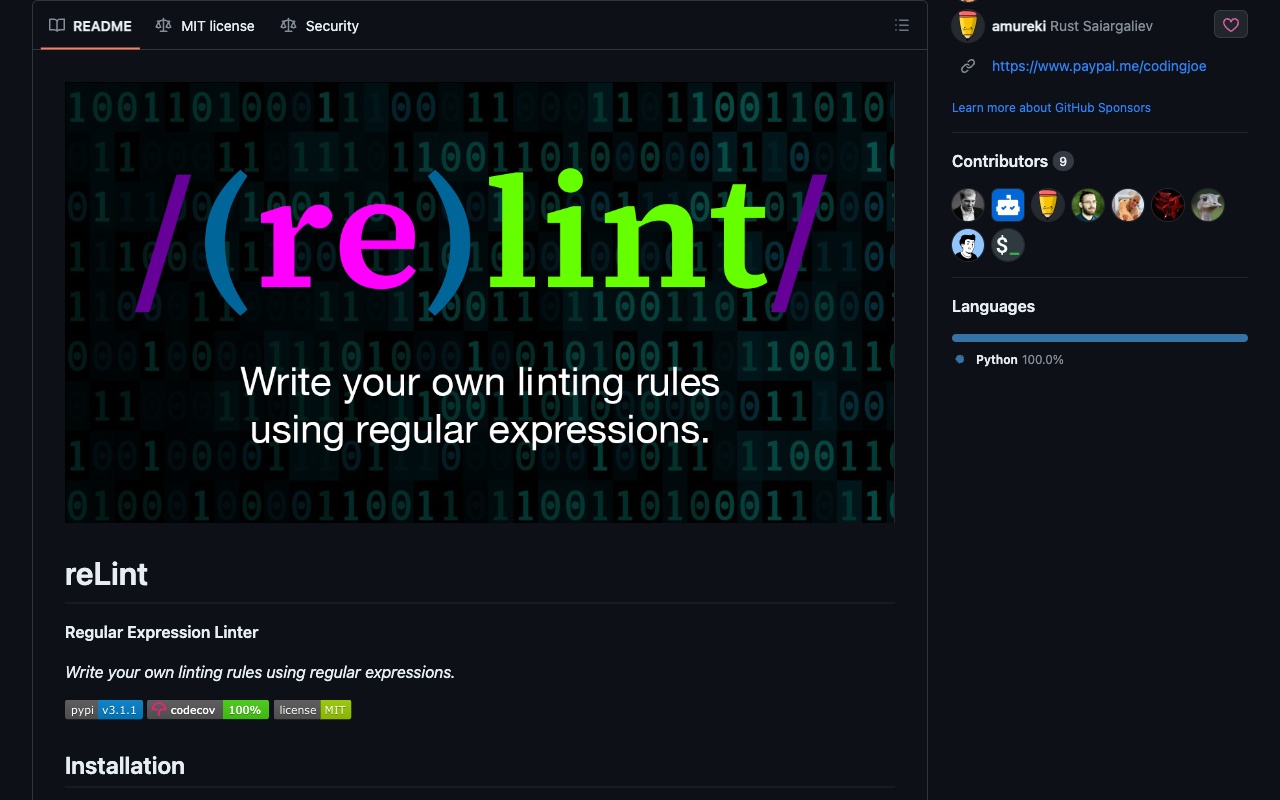 README
MIT license
Security
/(re)lint/
Write your own linting rules
using regular expressions.
reLint
Regular Expression Linter
Write your own linting rules using regular expressions.
pypi v3.1.1
codecov 100%
license MIT
Installation
amureki Rust Saiargaliev
https://www.paypal.me/codingjoe
Learn more about GitHub Sponsors
Contributors 9
$_
Languages
Python 100.0%